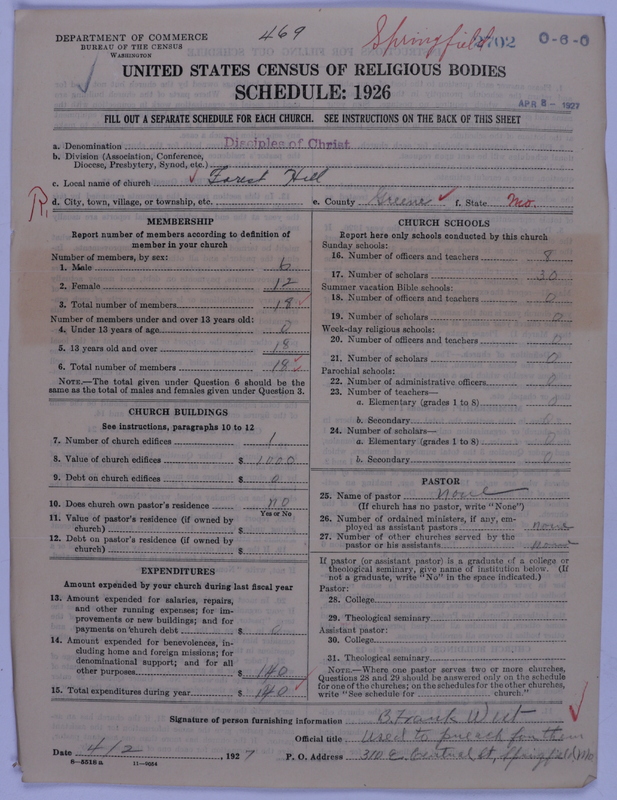 DEPARTMENT OF COMMERCE
BUREAU OF THE CENSUS
WASHINGTON
469
Springfield
2702
0-6-0
UNITED STATES CENSUS OF RELIGIOUS BODIES
SCHEDULE: 1926
APR 8 - 1927
FILL OUT A SEPARATE SCHEDULE FOR EACH CHURCH. SEE INSTRUCTIONS ON THE BACK OF THIS SHEET
a. Denomination Disciples of Christ
b. Division (Association, Conference,
Diocese, Presbytery, Synod, etc.)
c. Local name of church Forest Hill
R. d. City, town, village, or township, etc. e. County Greene f. State Mo.
MEMBERSHIP
Report number of members according to definition of
member in your church
Number of members, by sex:
1. Male 6
2. Female 12
3. Total number of members 18
Number of members under and over 13 years old:
4. Under 13 years of age 0
5. 13 years old and over 18
6. Total number of members 18
NOTE.—The total given under Question 6 should be the
same as the total of males and females given under Question 3.
CHURCH BUILDINGS
See instructions, paragraphs 10 to 12
7. Number of church edifices 1
8. Value of church edifices $ 1000
9. Debt on church edifices $ 0
10. Does church own pastor's residence no
Yes or No
11. Value of pastor's residence (if owned by
church) $
12. Debt on pastor's residence (if owned by
church) $
EXPENDITURES
Amount expended by your church during last fiscal year
13. Amount expended for salaries, repairs,
and other running expenses; for im-
provements or new buildings; and for
payments on church debt $ 0
14. Amount expended for benevolences, in-
cluding home and foreign missions; for
denominational support; and for all
other purposes $ 140
15. Total expenditures during year $ 140
CHURCH SCHOOLS
Report here only schools conducted by this church
Sunday schools:
16. Number of officers and teachers 8
17. Number of scholars 30
Summer vacation Bible schools:
18. Number of officers and teachers 0
19. Number of scholars 0
Week-day religious schools:
20. Number of officers and teachers 0
21. Number of scholars 0
Parochial schools:
22. Number of administrative officers 0
23. Number of teachers—
a. Elementary (grades 1 to 8) 0
b. Secondary 0
24. Number of scholars—
a. Elementary (grades 1 to 8) 0
b. Secondary 0
PASTOR
25. Name of pastor none
(If church has no pastor, write "None")
26. Number of ordained ministers, if any, em-
ployed as assistant pastors none
27. Number of other churches served by the
pastor or his assistants none
If pastor (or assistant pastor) is a graduate of a college or
theological seminary, give name of institution below. (If
not a graduate, write "No" in the space indicated.)
Pastor:
28. College
29. Theological seminary
Assistant pastor:
30. College
31. Theological seminary
NOTE.—Where one pastor serves two or more churches,
Questions 28 and 29 should be answered only on the schedule
for one of the churches; on the schedules for the other churches,
write "See schedule for church."
Signature of person furnishing information B. Frank
Official title Used to preach for them
Date 4/2, 1927 P. O. Address 310 E. Central St, Springfield, Mo
8—5516 a 11—9654